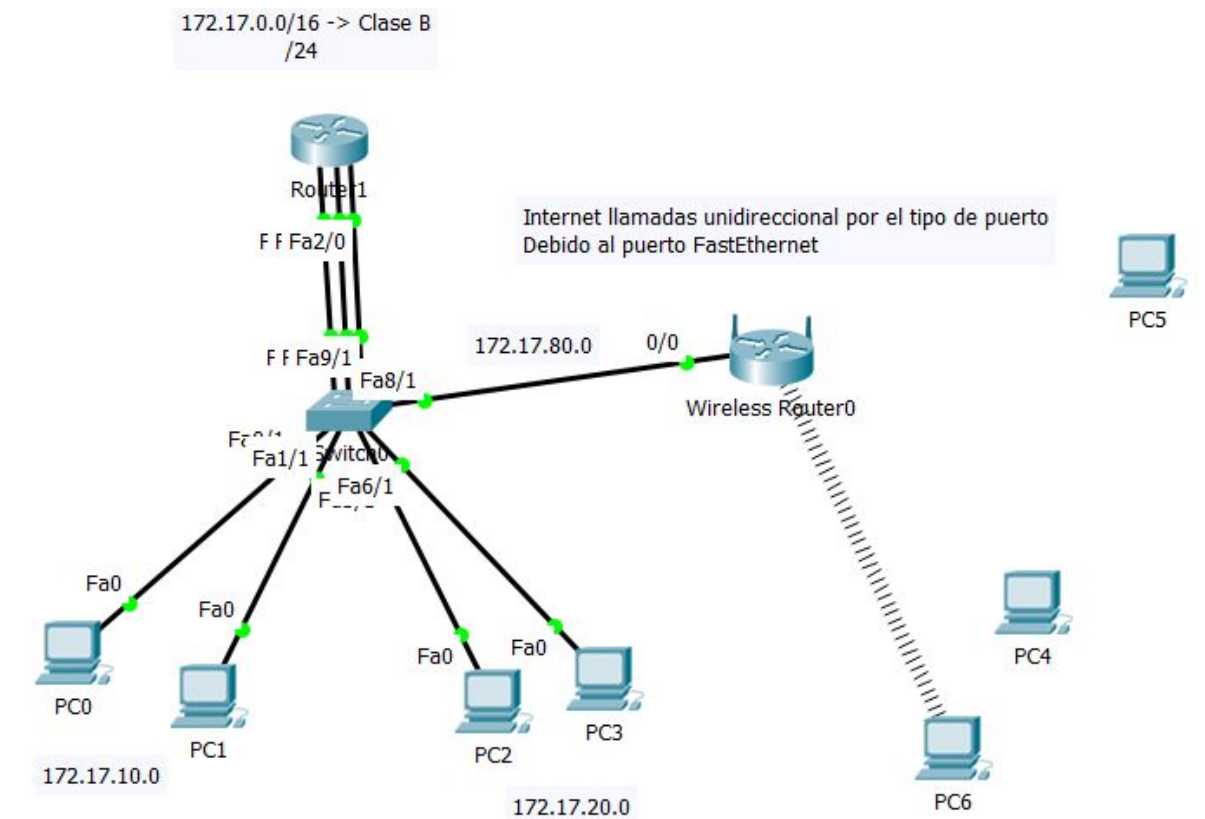 172.17.0.0/16 -> Clase B
/24
Router1
F F Fa2/0
Internet llamadas unidireccional por el tipo de puerto
Debido al puerto FastEthernet
PC5
172.17.80.0
0/0
F F Fa9/1
Fa8/1
Wireless Router0
Switch0
Fa1/1
Fa6/1
Fa0
Fa0
Fa0
Fa0
PC4
PC0
PC1
PC2
PC3
172.17.10.0
172.17.20.0
PC6